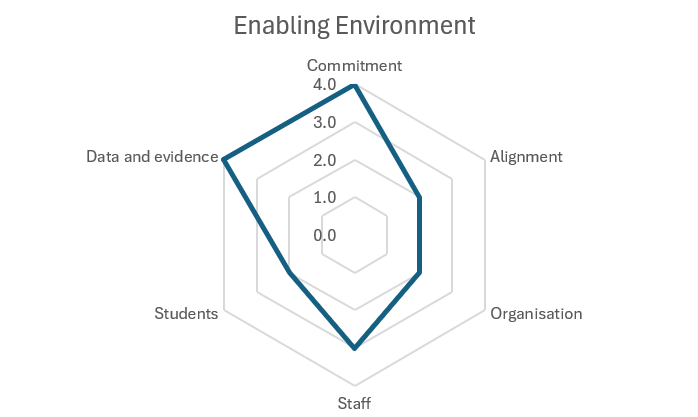 Enabling Environment
Commitment
4.0
3.0
Data and evidence
2.0
Alignment
1.0
0.0
Students
Organisation
Staff